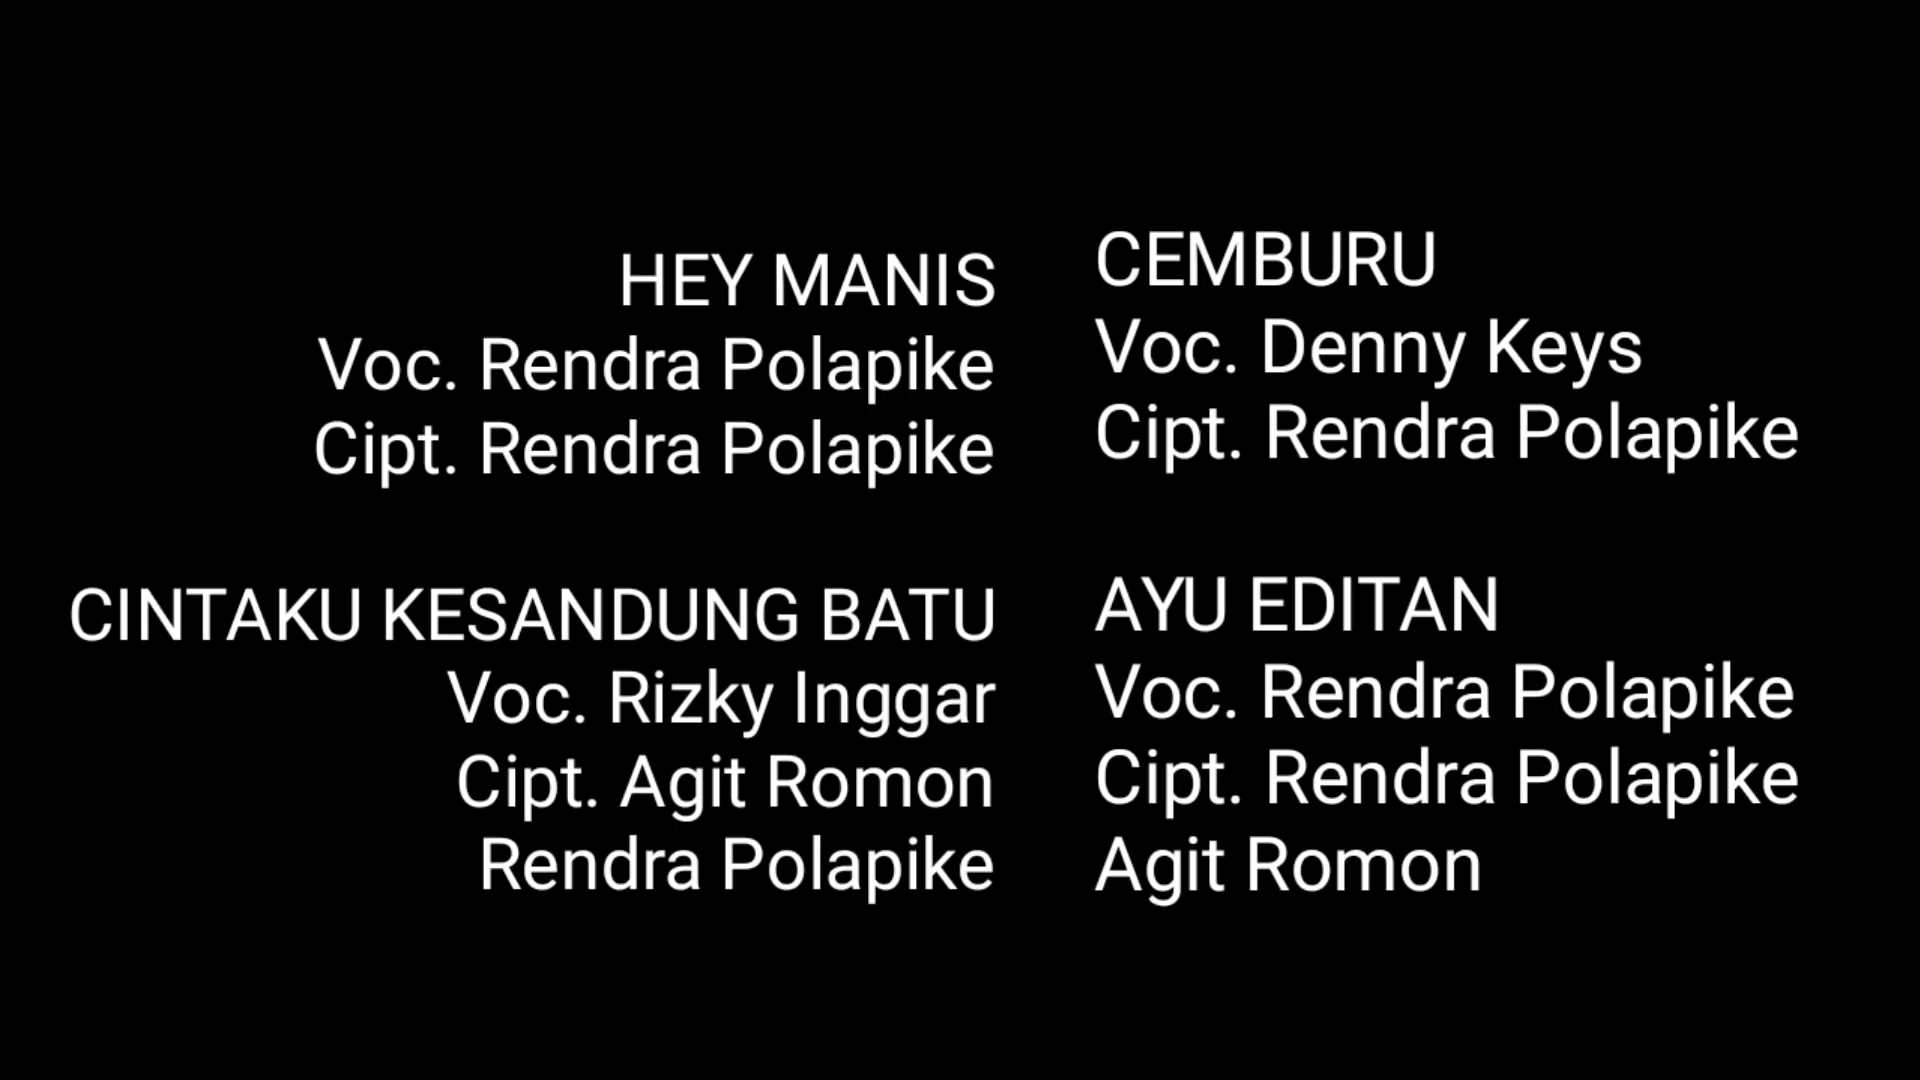 HEY MANIS
Voc. Rendra Polapike
Cipt. Rendra Polapike
CINTAKU KESANDUNG BATU
Voc. Rizky Inggar
Cipt. Agit Romon
Rendra Polapike
CEMBURU
Voc. Denny Keys
Cipt. Rendra Polapike
AYU EDITAN
Voc. Rendra Polapike
Cipt. Rendra Polapike
Agit Romon